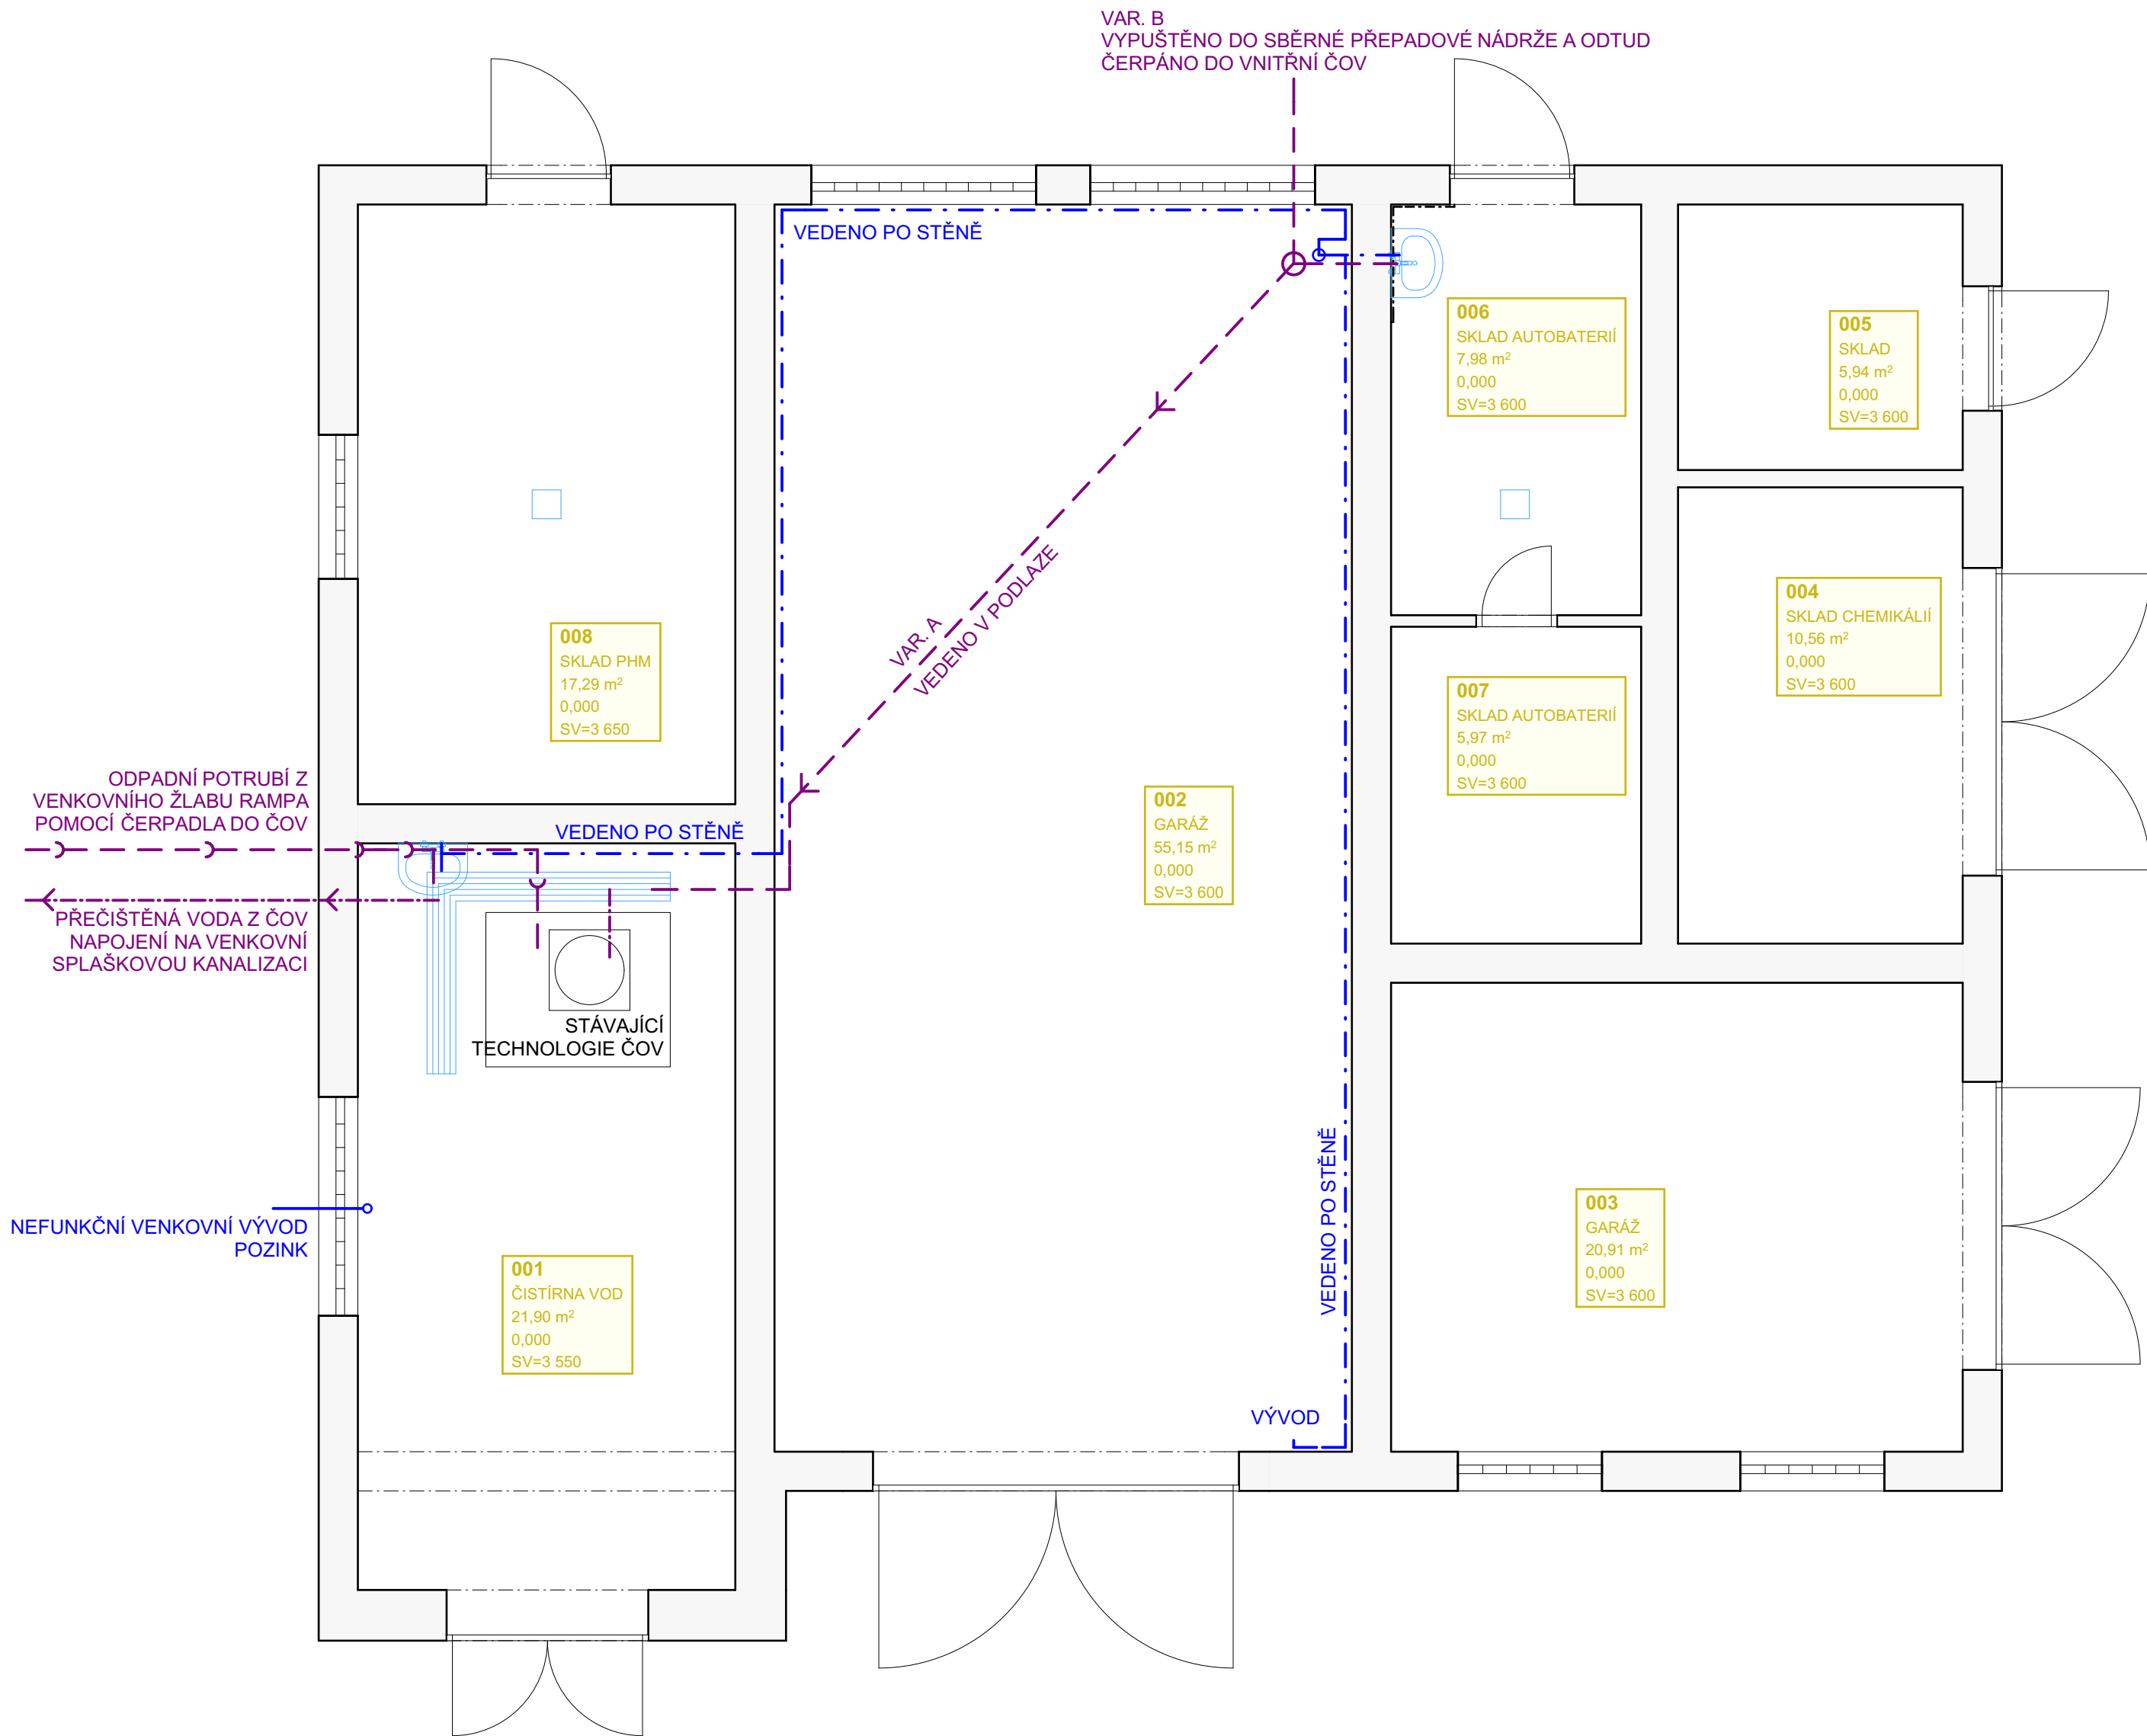 VAR. B
VYPUŠTĚNO DO SBĚRNÉ PŘEPADOVÉ NÁDRŽE A ODTUD
ČERPÁNO DO VNITŘNÍ ČOV
VEDENO PO STĚNĚ
006
SKLAD AUTOBATERIÍ
7,98 m²
0,000
SV=3 600
005
SKLAD
5,94 m²
0,000
SV=3 600
VAR. A
VEDENO V PODLAZE
008
SKLAD PHM
17,29 m²
0,000
SV=3 650
004
SKLAD CHEMIKÁLIÍ
10,56 m²
0,000
SV=3 600
007
SKLAD AUTOBATERIÍ
5,97 m²
0,000
SV=3 600
ODPADNÍ POTRUBÍ Z
VENKOVNÍHO ŽLABU RAMPA
POMOCÍ ČERPADLA DO ČOV
VEDENO PO STĚNĚ
002
GARÁŽ
55,15 m²
0,000
SV=3 600
PŘEČIŠTĚNÁ VODA Z ČOV
NAPOJENÍ NA VENKOVNÍ
SPLAŠKOVOU KANALIZACI
STÁVAJÍCÍ
TECHNOLOGIE ČOV
VEDENO PO STĚNĚ
NEFUNKČNÍ VENKOVNÍ VÝVOD
POZINK
003
GARÁŽ
20,91 m²
0,000
SV=3 600
001
ČISTÍRNA VOD
21,90 m²
0,000
SV=3 550
VÝVOD